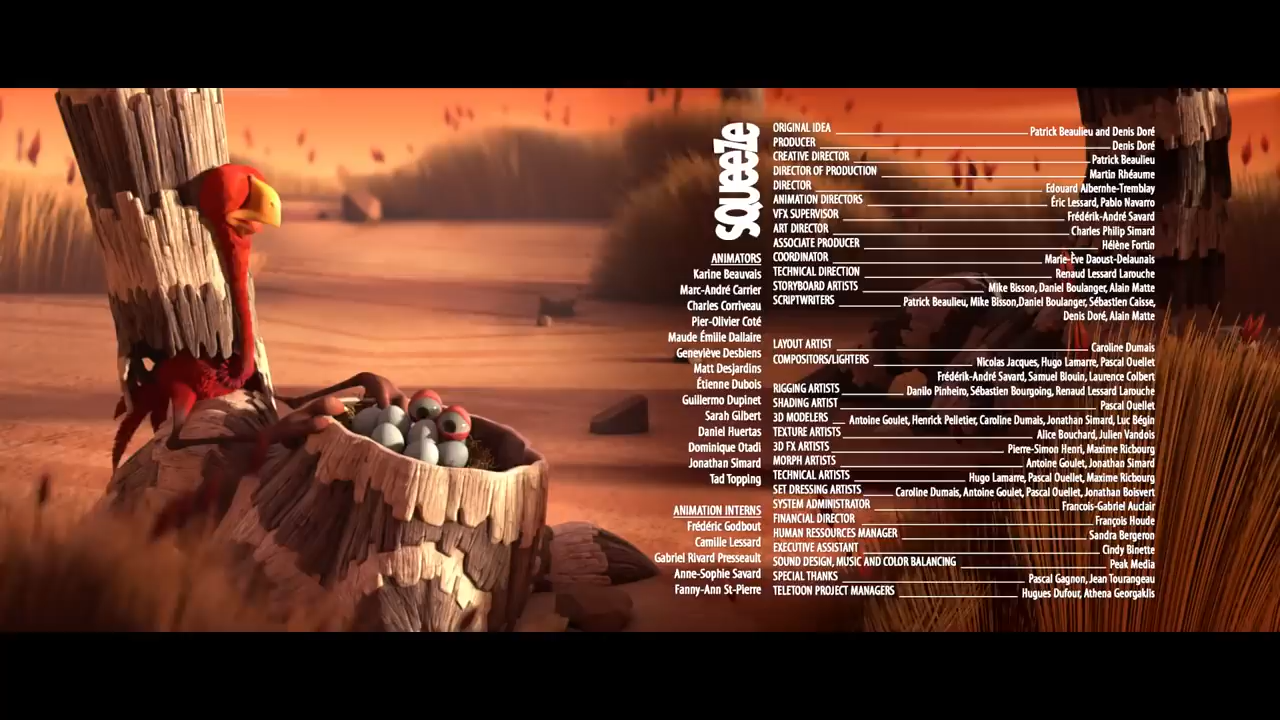 squeeze
ORIGINAL IDEA Patrick Beaulieu and Denis Doré
PRODUCER Denis Doré
CREATIVE DIRECTOR Patrick Beaulieu
DIRECTOR OF PRODUCTION Martin Rhéaume
DIRECTOR Edouard Albernhe-Tremblay
ANIMATION DIRECTORS Éric Lessard, Pablo Navarro
VFX SUPERVISOR Frédérik-André Savard
ART DIRECTOR Charles Philip Simard
ASSOCIATE PRODUCER Hélène Fortin
COORDINATOR Marie-Ève Daoust-Delaunais
TECHNICAL DIRECTION Renaud Lessard Larouche
STORYBOARD ARTISTS Mike Bisson, Daniel Boulanger, Alain Matte
SCRIPTWRITERS Patrick Beaulieu, Mike Bisson,Daniel Boulanger, Sébastien Caisse,
Denis Doré, Alain Matte
LAYOUT ARTIST Caroline Dumais
COMPOSITORS/LIGHTERS Nicolas Jacques, Hugo Lamarre, Pascal Ouellet
Frédérik-André Savard, Samuel Blouin, Laurence Colbert
RIGGING ARTISTS Danilo Pinheiro, Sébastien Bourgoing, Renaud Lessard Larouche
SHADING ARTIST Pascal Ouellet
3D MODELERS Antoine Goulet, Henrick Pelletier, Caroline Dumais, Jonathan Simard, Luc Bégin
TEXTURE ARTISTS Alice Bouchard, Julien Vandois
3D FX ARTISTS Pierre-Simon Henri, Maxime Ricbourg
MORPH ARTISTS Antoine Goulet, Jonathan Simard
TECHNICAL ARTISTS Hugo Lamarre, Pascal Ouellet, Maxime Ricbourg
SET DRESSING ARTISTS Caroline Dumais, Antoine Goulet, Pascal Ouellet, Jonathan Boisvert
SYSTEM ADMINISTRATOR Francois-Gabriel Auclair
FINANCIAL DIRECTOR François Houde
HUMAN RESSOURCES MANAGER Sandra Bergeron
EXECUTIVE ASSISTANT Cindy Binette
SOUND DESIGN, MUSIC AND COLOR BALANCING Peak Media
SPECIAL THANKS Pascal Gagnon, Jean Tourangeau
TELETOON PROJECT MANAGERS Hugues Dufour, Athena Georgaklis
ANIMATORS
Karine Beauvais
Marc-André Carrier
Charles Corriveau
Pier-Olivier Coté
Maude Émilie Dallaire
Geneviève Desbiens
Matt Desjardins
Étienne Dubois
Guillermo Dupinet
Sarah Gilbert
Daniel Huertas
Dominique Otadi
Jonathan Simard
Tad Topping
ANIMATION INTERNS
Frédéric Godbout
Camille Lessard
Gabriel Rivard Presseault
Anne-Sophie Savard
Fanny-Ann St-Pierre